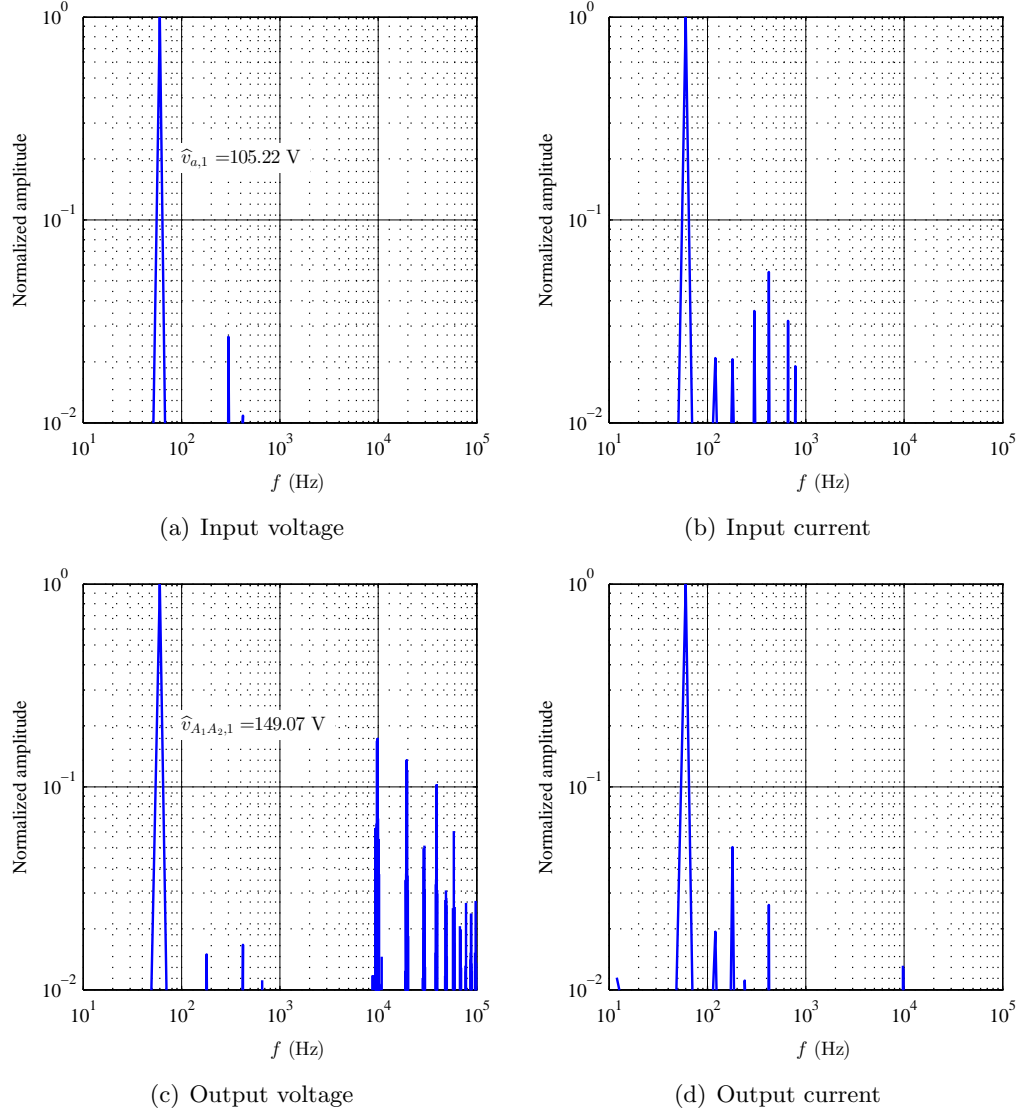 10^0
10^-1
10^-2
Normalized amplitude
v̂_{a,1} =105.22 V
10^1 10^2 10^3 10^4 10^5
f (Hz)
(a) Input voltage
10^0
10^-1
10^-2
Normalized amplitude
10^1 10^2 10^3 10^4 10^5
f (Hz)
(b) Input current
10^0
10^-1
10^-2
Normalized amplitude
v̂_{A_1A_2,1} =149.07 V
10^1 10^2 10^3 10^4 10^5
f (Hz)
(c) Output voltage
10^0
10^-1
10^-2
Normalized amplitude
10^1 10^2 10^3 10^4 10^5
f (Hz)
(d) Output current